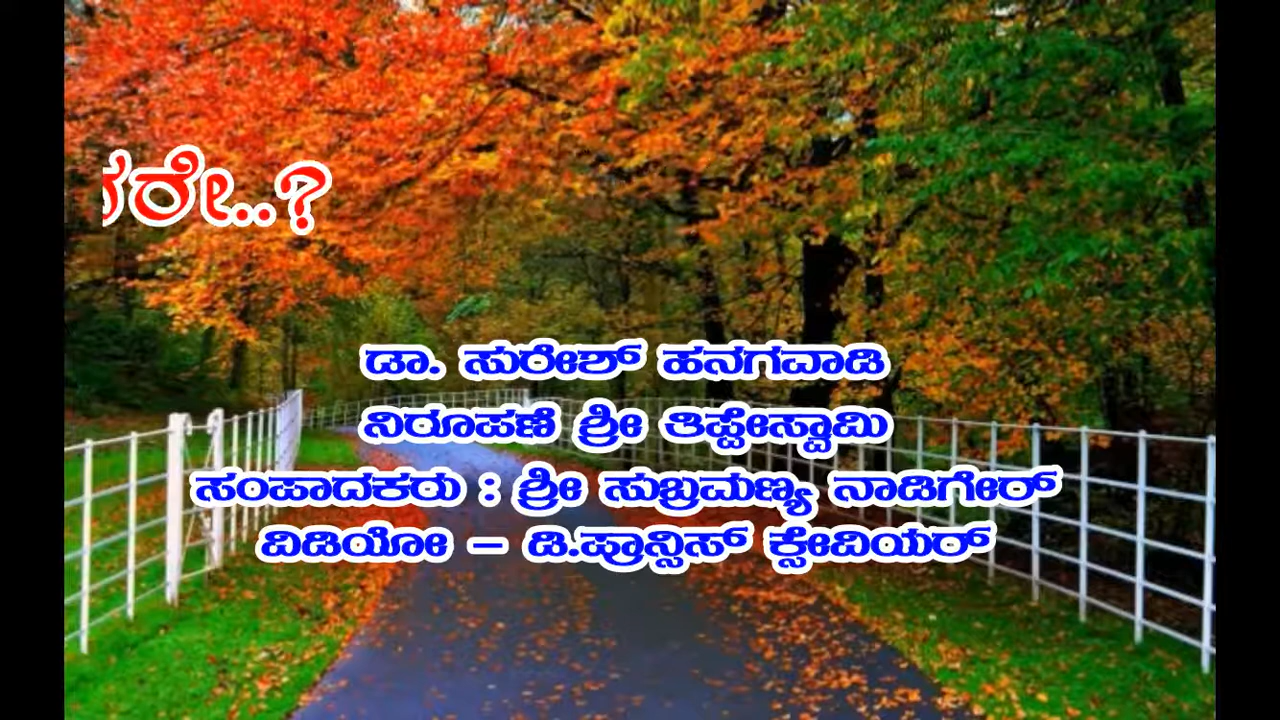 ರೇ..?
ಡಾ. ಸುರೇಶ್ ಹನಗವಾಡಿ
ನಿರೂಪಣೆ ಶ್ರೀ ತಿಪ್ಪೇಸ್ವಾಮಿ
ಸಂಪಾದಕರು : ಶ್ರೀ ಸುಬ್ರಮಣ್ಯ ನಾಡಿಗೇರ್
ವಿಡಿಯೋ – ಡಿ.ಫ್ರಾನ್ಸಿಸ್ ಕ್ಸೇವಿಯರ್